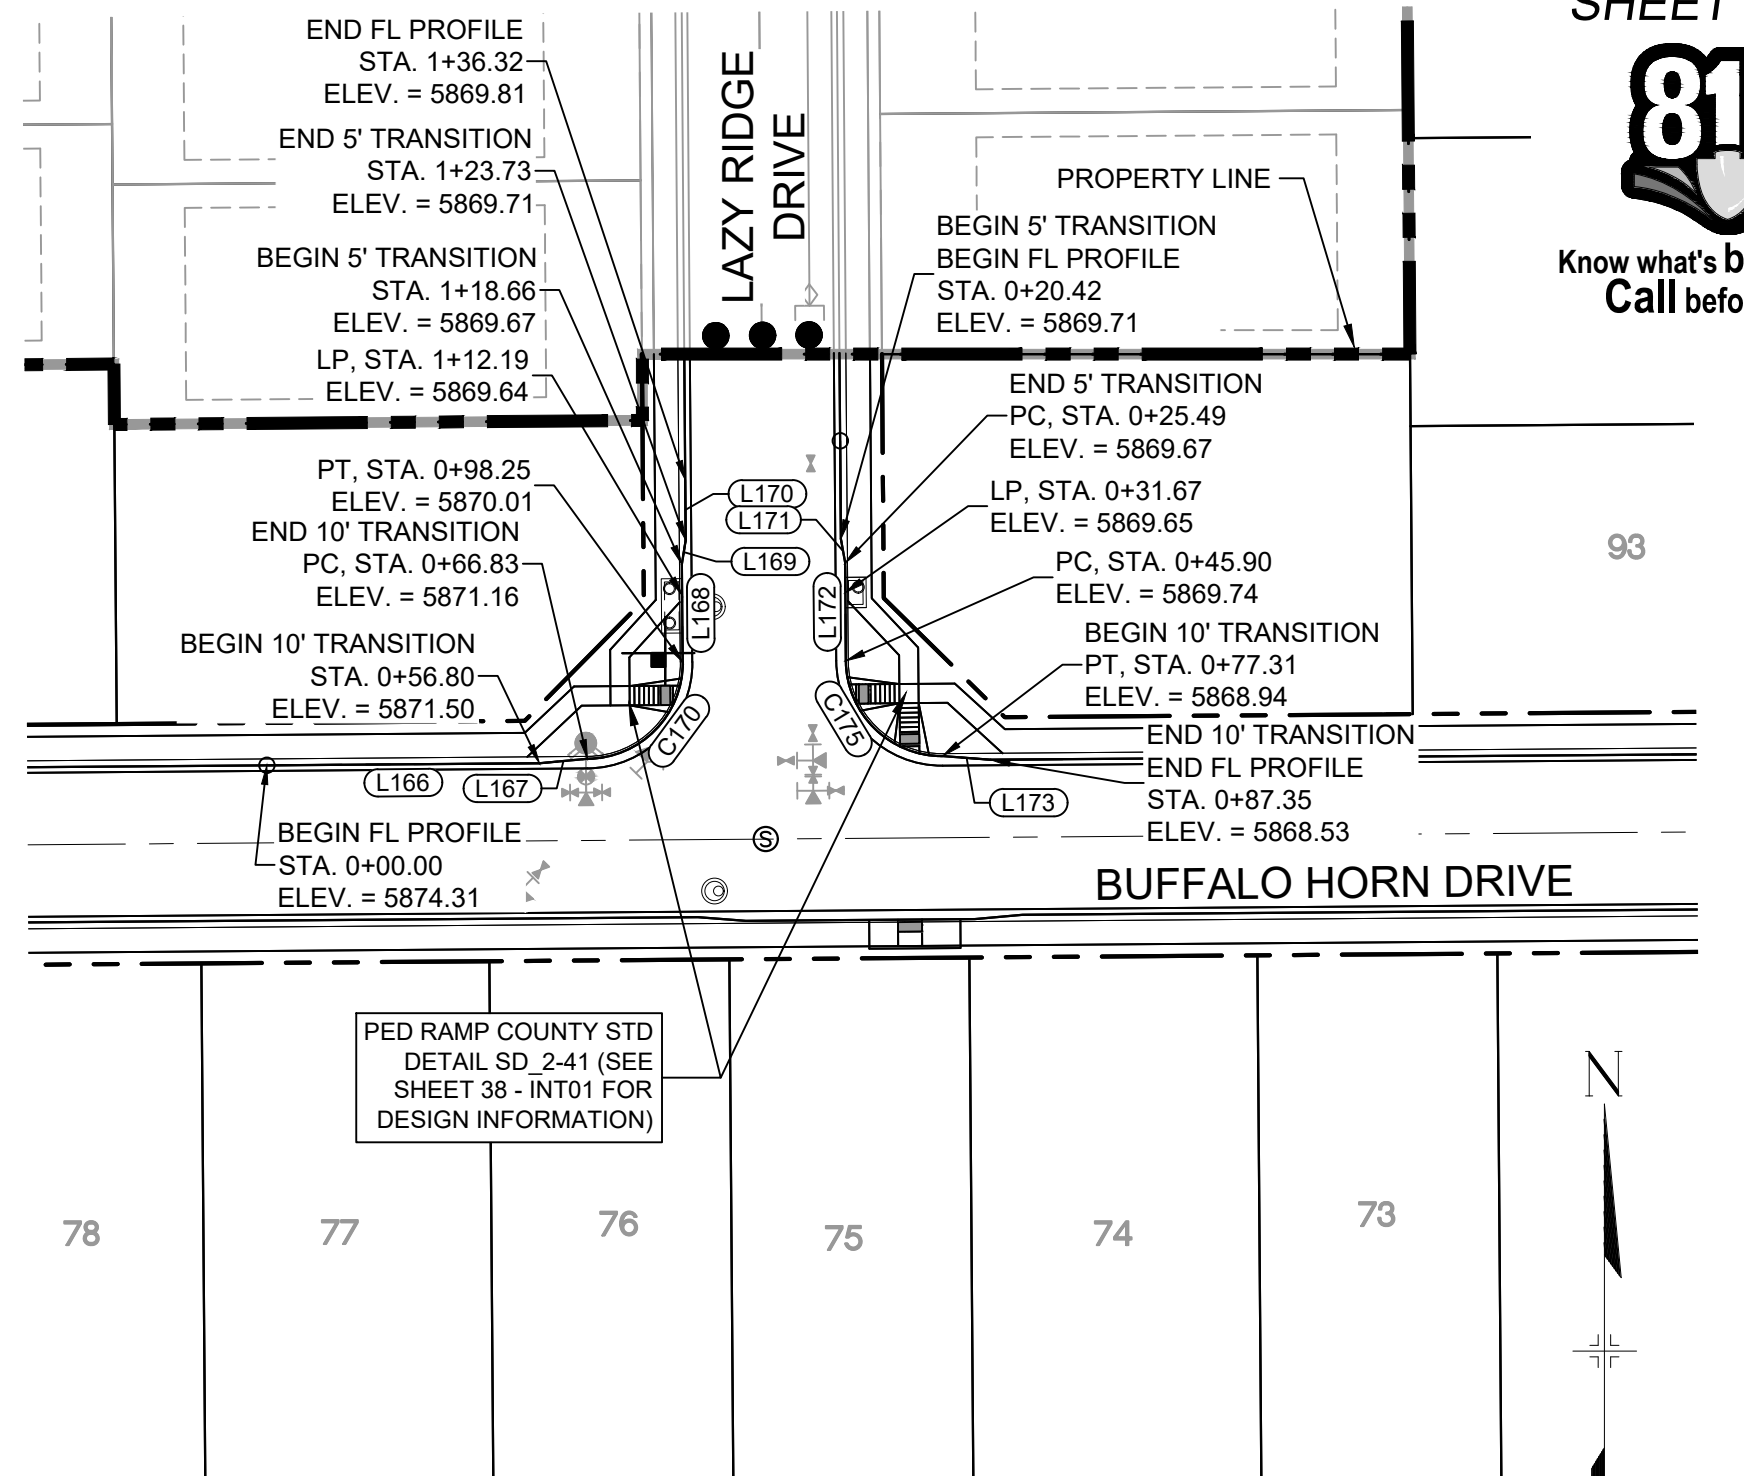 SHEET
END FL PROFILE
STA. 1+36.32
ELEV. = 5869.81
END 5' TRANSITION
STA. 1+23.73
ELEV. = 5869.71
BEGIN 5' TRANSITION
STA. 1+18.66
ELEV. = 5869.67
LP, STA. 1+12.19
ELEV. = 5869.64
PT, STA. 0+98.25
ELEV. = 5870.01
END 10' TRANSITION
PC, STA. 0+66.83
ELEV. = 5871.16
BEGIN 10' TRANSITION
STA. 0+56.80
ELEV. = 5871.50
BEGIN FL PROFILE
STA. 0+00.00
ELEV. = 5874.31
LAZY RIDGE
DRIVE
PROPERTY LINE
BEGIN 5' TRANSITION
BEGIN FL PROFILE
STA. 0+20.42
ELEV. = 5869.71
END 5' TRANSITION
PC, STA. 0+25.49
ELEV. = 5869.67
LP, STA. 0+31.67
ELEV. = 5869.65
PC, STA. 0+45.90
ELEV. = 5869.74
BEGIN 10' TRANSITION
PT, STA. 0+77.31
ELEV. = 5868.94
END 10' TRANSITION
END FL PROFILE
STA. 0+87.35
ELEV. = 5868.53
L170
L171
L169
L168
L172
C170
C175
L166
L167
L173
S
BUFFALO HORN DRIVE
PED RAMP COUNTY STD
DETAIL SD_2-41 (SEE
SHEET 38 - INT01 FOR
DESIGN INFORMATION)
81
Know what's b
Call befo
93
N
78
77
76
75
74
73